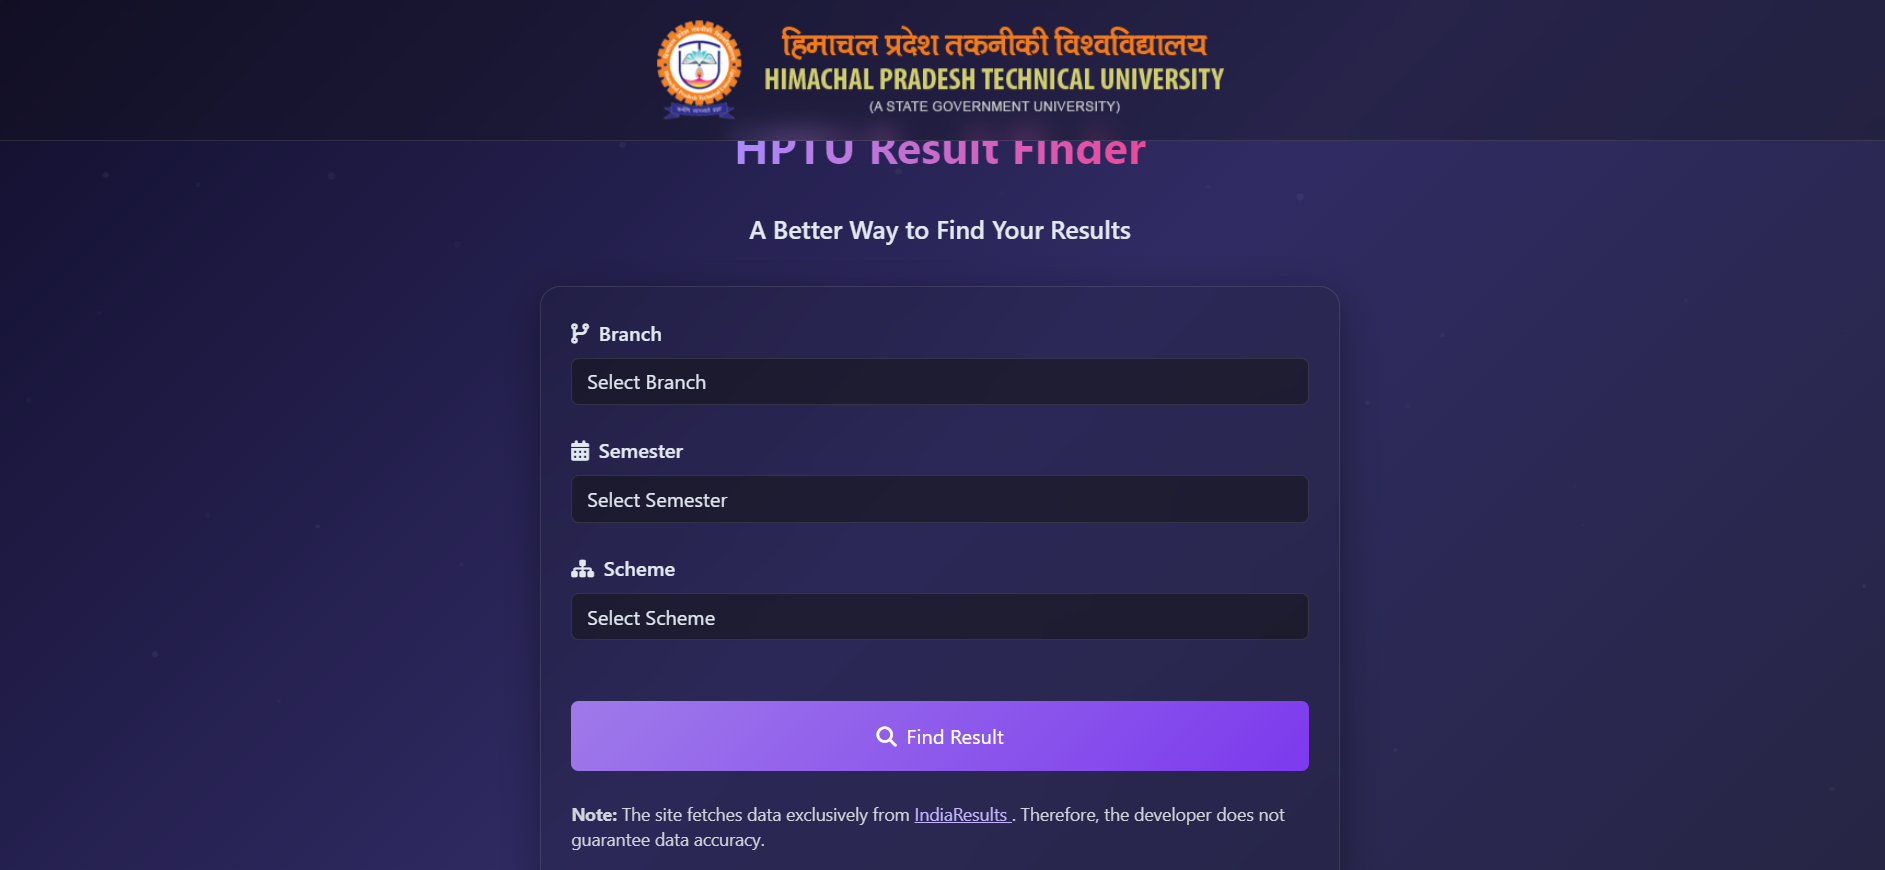 हिमाचल प्रदेश तकनीकी विश्वविद्यालय
HIMACHAL PRADESH TECHNICAL UNIVERSITY
(A STATE GOVERNMENT UNIVERSITY)
HPTU Result Finder
A Better Way to Find Your Results
Branch
Select Branch
Semester
Select Semester
Scheme
Select Scheme
Find Result
Note: The site fetches data exclusively from IndiaResults . Therefore, the developer does not
guarantee data accuracy.